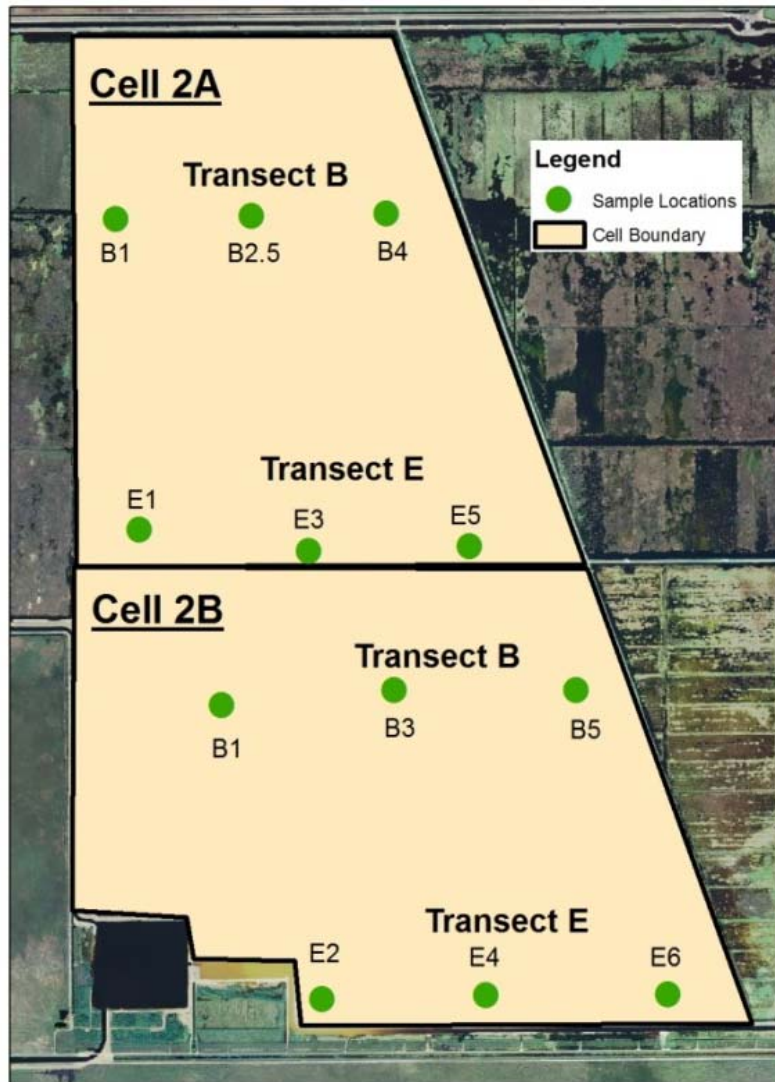 Cell 2A
Transect B
B1
B2.5
B4
Legend
Sample Locations
Cell Boundary
Transect E
E1
E3
E5
Cell 2B
Transect B
B1
B3
B5
Transect E
E2
E4
E6